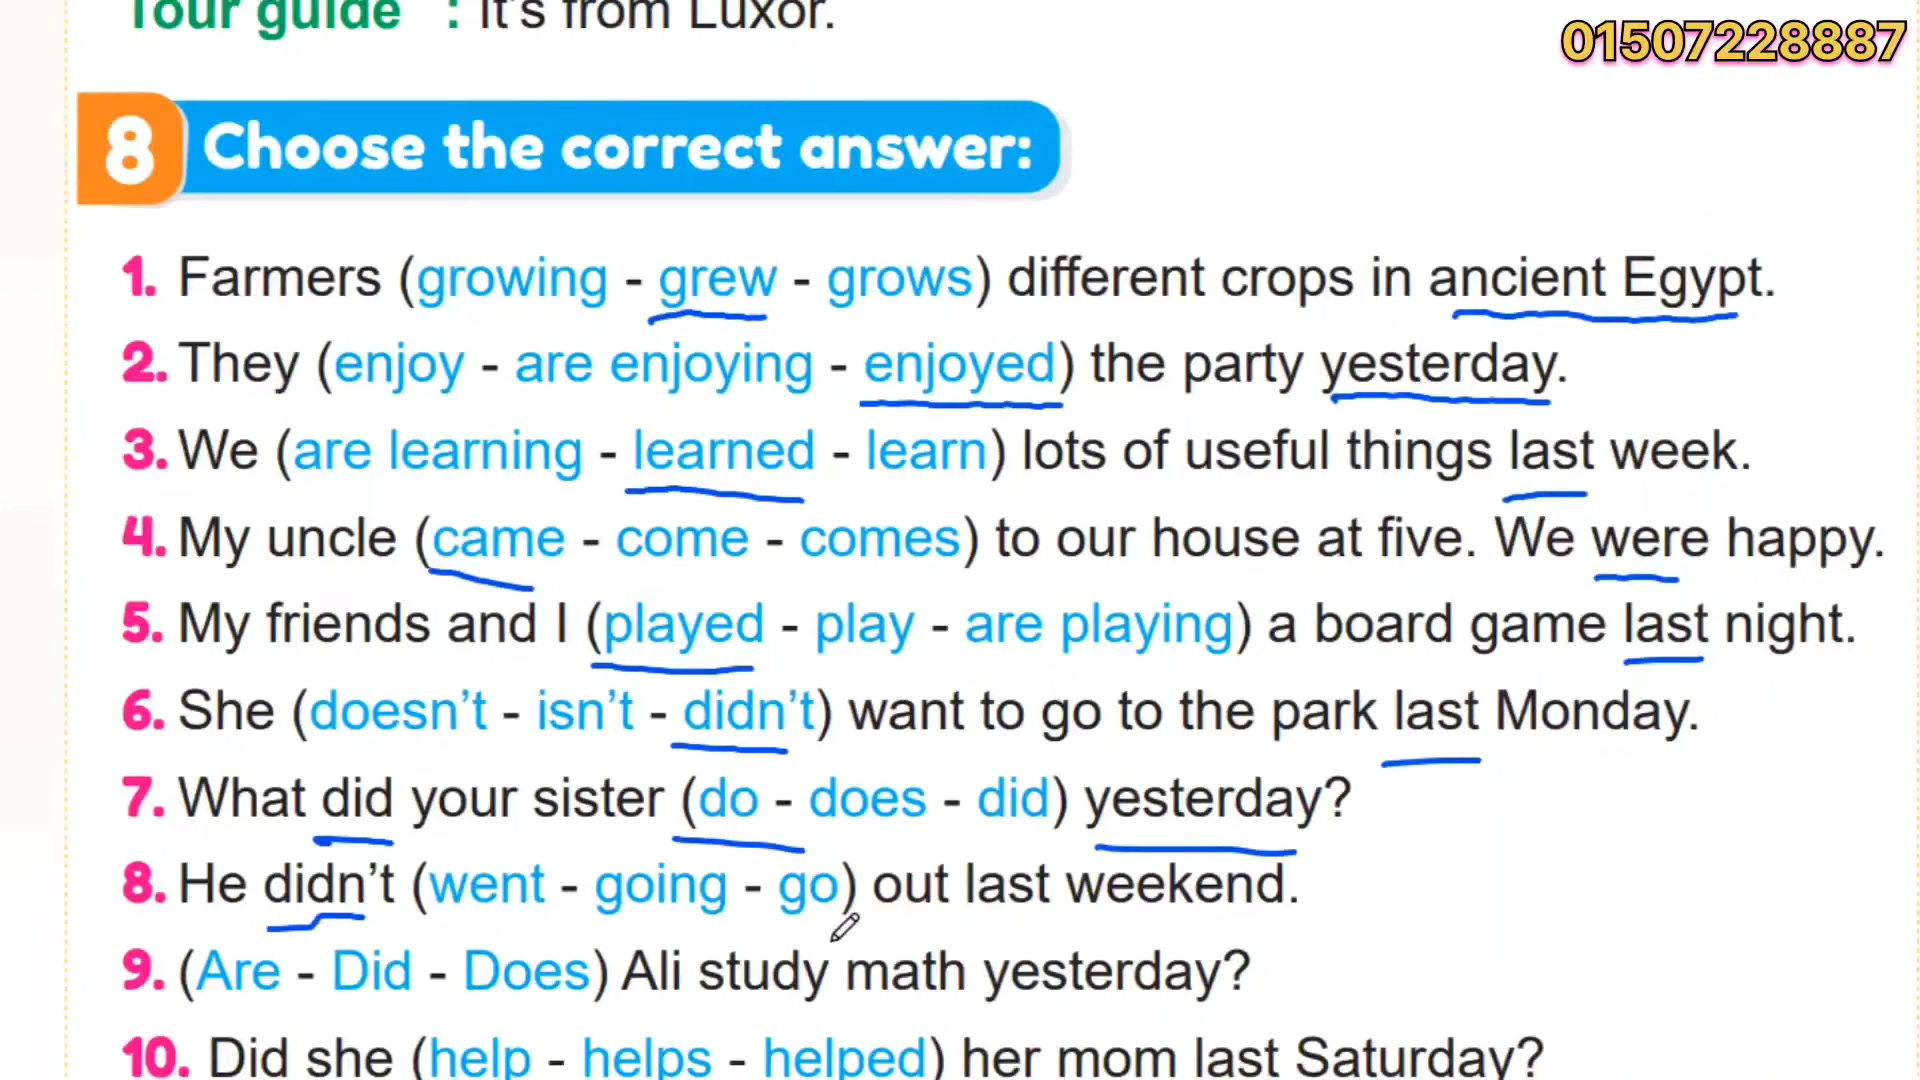 Tour guide : It's from Luxor.
01507228887
8 Choose the correct answer:
1. Farmers (growing - grew - grows) different crops in ancient Egypt.
2. They (enjoy - are enjoying - enjoyed) the party yesterday.
3. We (are learning - learned - learn) lots of useful things last week.
4. My uncle (came - come - comes) to our house at five. We were happy.
5. My friends and I (played - play - are playing) a board game last night.
6. She (doesn't - isn't - didn't) want to go to the park last Monday.
7. What did your sister (do - does - did) yesterday?
8. He didn't (went - going - go) out last weekend.
9. (Are - Did - Does) Ali study math yesterday?
10. Did she (help - helps - helped) her mom last Saturday?